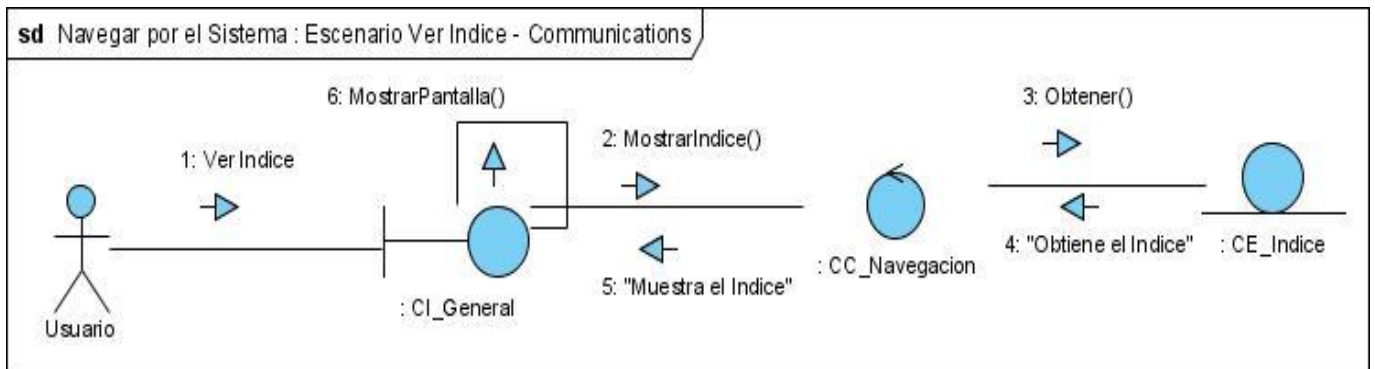 sd Navegar por el Sistema : Escenario Ver Indice - Communications
6: MostrarPantalla()
3: Obtener()
2: MostrarIndice()
1: Ver Indice
4: "Obtiene el Indice"
: CE_Indice
: CC_Navegacion
5: "Muestra el Indice"
: CI_General
Usuario